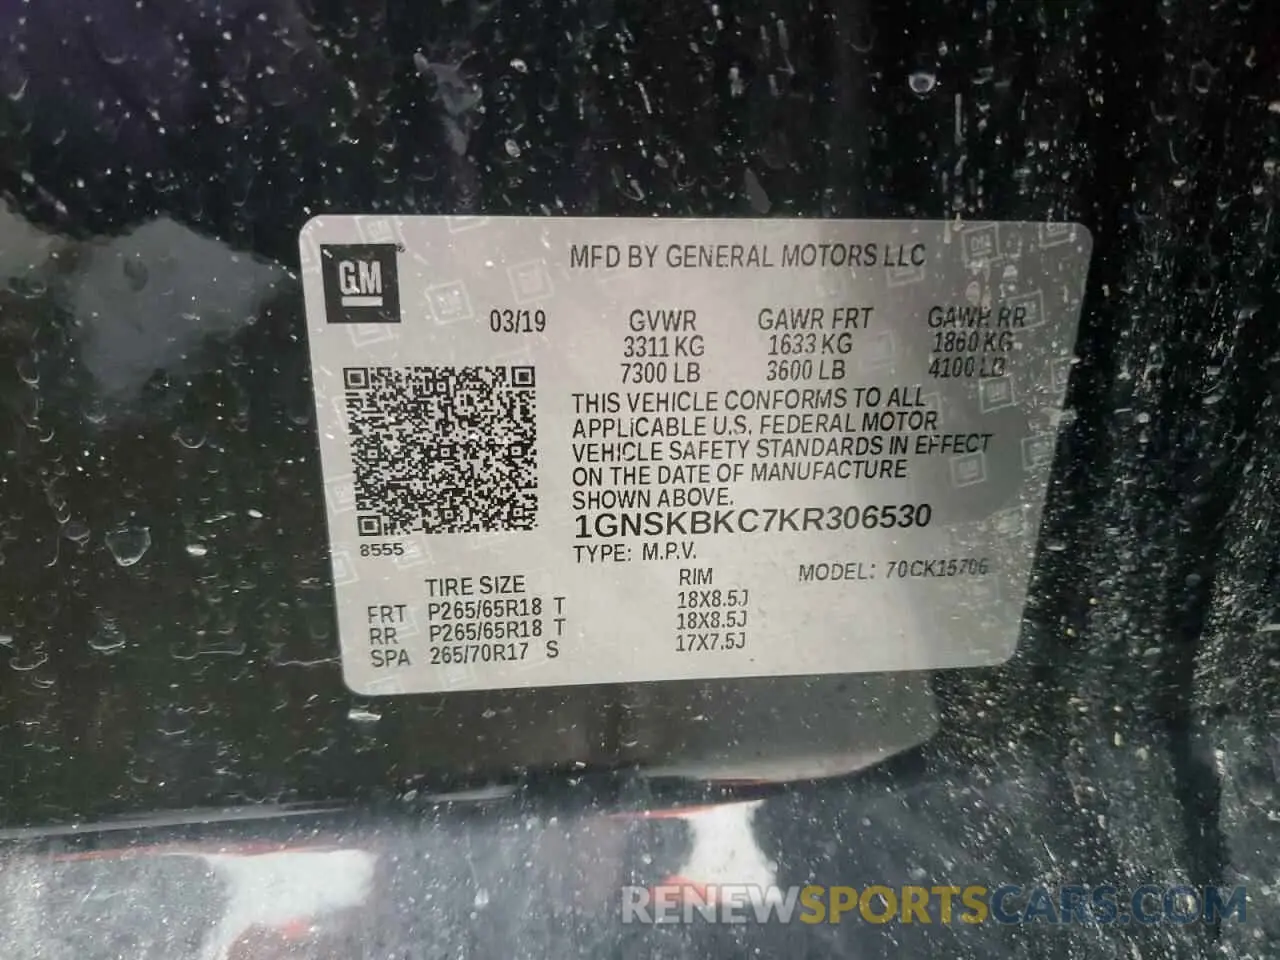 GM
MFD BY GENERAL MOTORS LLC
03/19 GVWR GAWR FRT GAWR RR
3311 KG 1633 KG 1860 KG
7300 LB 3600 LB 4100 LB
THIS VEHICLE CONFORMS TO ALL
APPLICABLE U.S. FEDERAL MOTOR
VEHICLE SAFETY STANDARDS IN EFFECT
ON THE DATE OF MANUFACTURE
SHOWN ABOVE.
1GNSKBKC7KR306530
8555
TYPE: M.P.V.
MODEL: 70CK15706
TIRE SIZE RIM
FRT P265/65R18 T 18X8.5J
RR P265/65R18 T 18X8.5J
SPA 265/70R17 S 17X7.5J
RENEWSPORTSCARS.COM